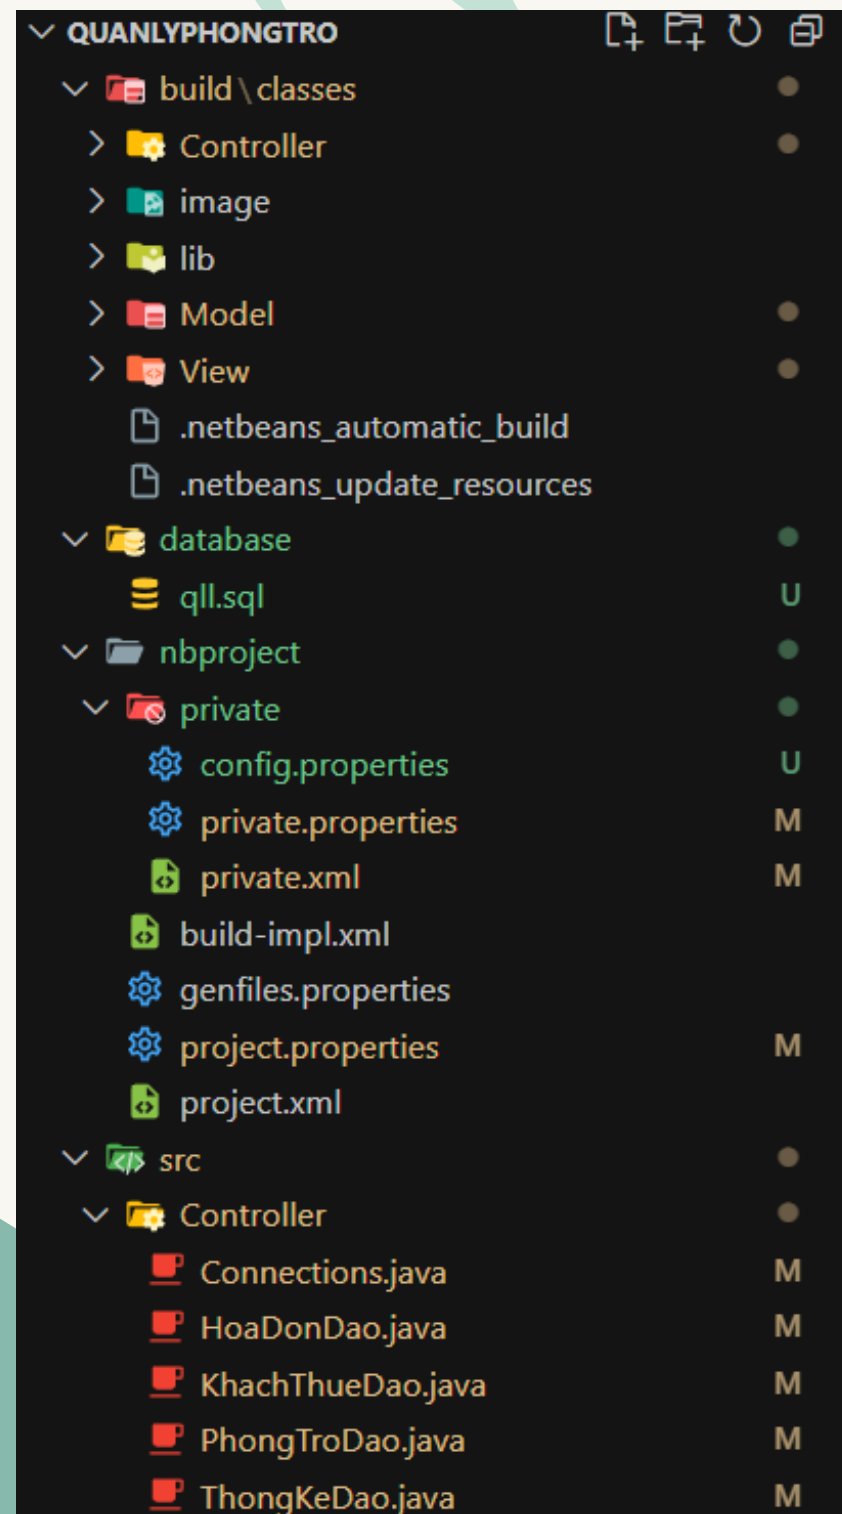 QUANLYPHONGTRO
build\classes
Controller
image
lib
Model
View
.netbeans_automatic_build
.netbeans_update_resources
database
qll.sql U
nbproject
private
config.properties U
private.properties M
private.xml M
build-impl.xml
genfiles.properties
project.properties M
project.xml
src
Controller
Connections.java M
HoaDonDao.java M
KhachThueDao.java M
PhongTroDao.java M
ThongKeDao.java M